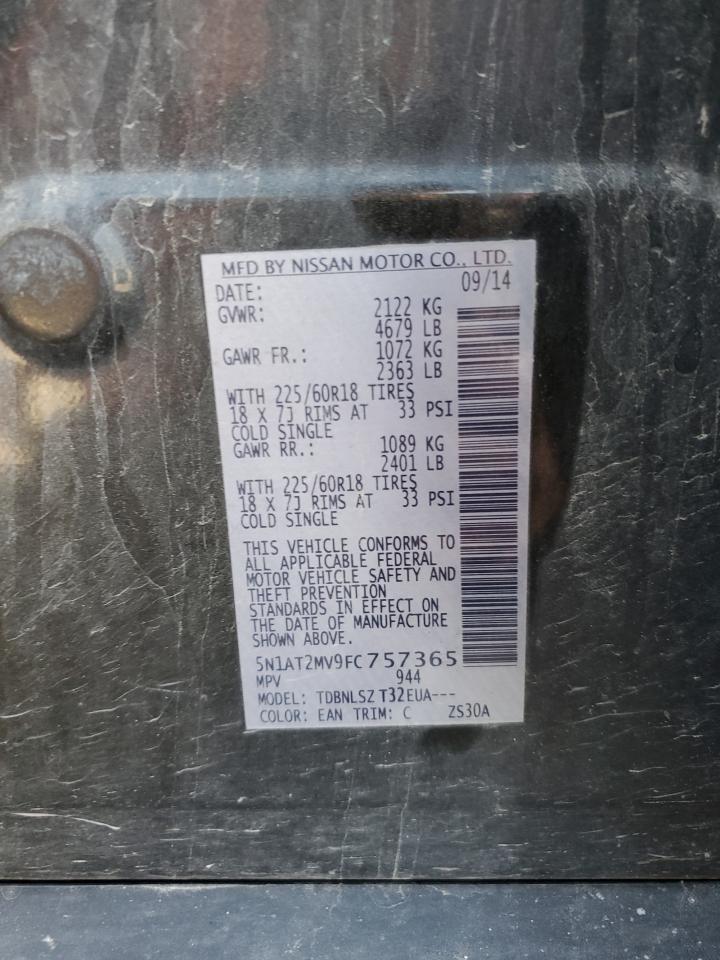 MFD BY NISSAN MOTOR CO., LTD.
DATE: 09/14
GVWR: 2122 KG
4679 LB
GAWR FR.: 1072 KG
2363 LB
WITH 225/60R18 TIRES
18 X 7J RIMS AT 33 PSI
COLD SINGLE
GAWR RR.: 1089 KG
2401 LB
WITH 225/60R18 TIRES
18 X 7J RIMS AT 33 PSI
COLD SINGLE
THIS VEHICLE CONFORMS TO
ALL APPLICABLE FEDERAL
MOTOR VEHICLE SAFETY AND
THEFT PREVENTION
STANDARDS IN EFFECT ON
THE DATE OF MANUFACTURE
SHOWN ABOVE.
5N1AT2MV9FC757365
MPV 944
MODEL: TDBNLSZ T32EUA---
COLOR: EAN TRIM: C ZS30A